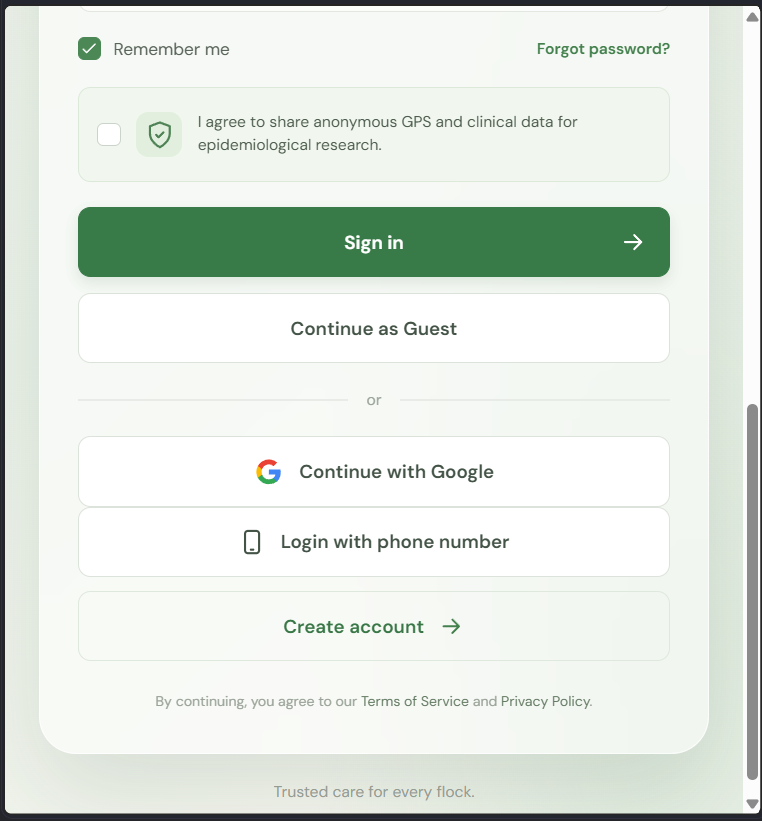 Remember me
Forgot password?
I agree to share anonymous GPS and clinical data for
epidemiological research.
Sign in
Continue as Guest
or
Continue with Google
Login with phone number
Create account
By continuing, you agree to our Terms of Service and Privacy Policy.
Trusted care for every flock.